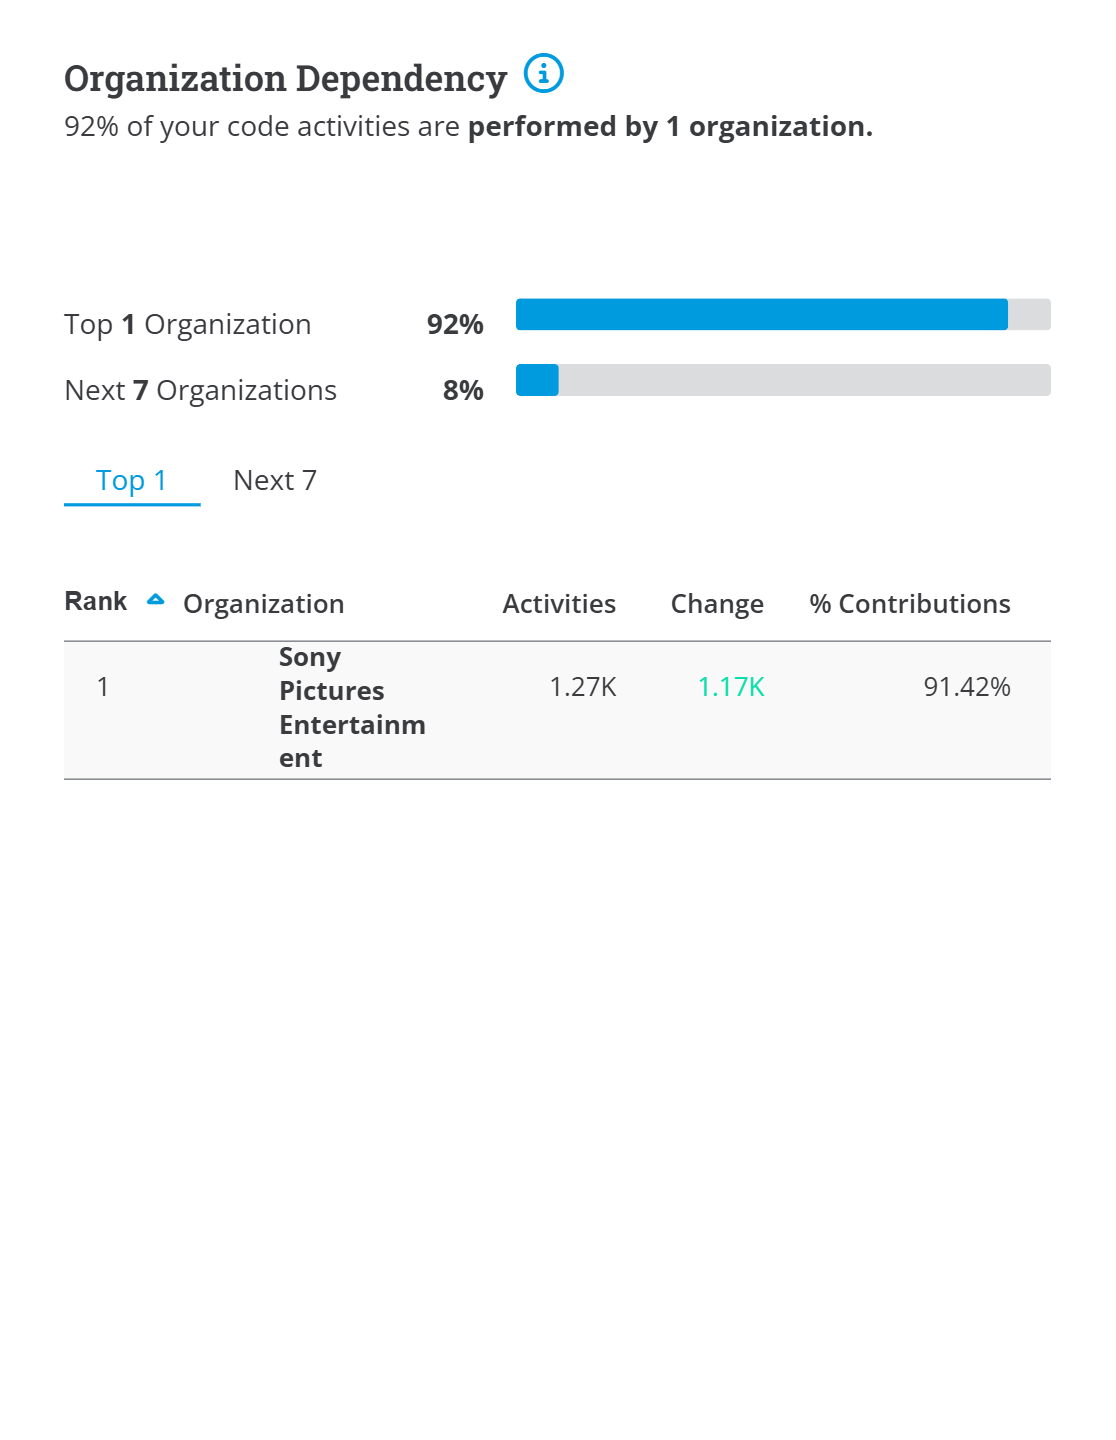 Organization Dependency
92% of your code activities are performed by 1 organization.
Top 1 Organization 92%
Next 7 Organizations 8%
Top 1 Next 7
Rank Organization Activities Change % Contributions
1 Sony Pictures Entertainm ent 1.27K 1.17K 91.42%